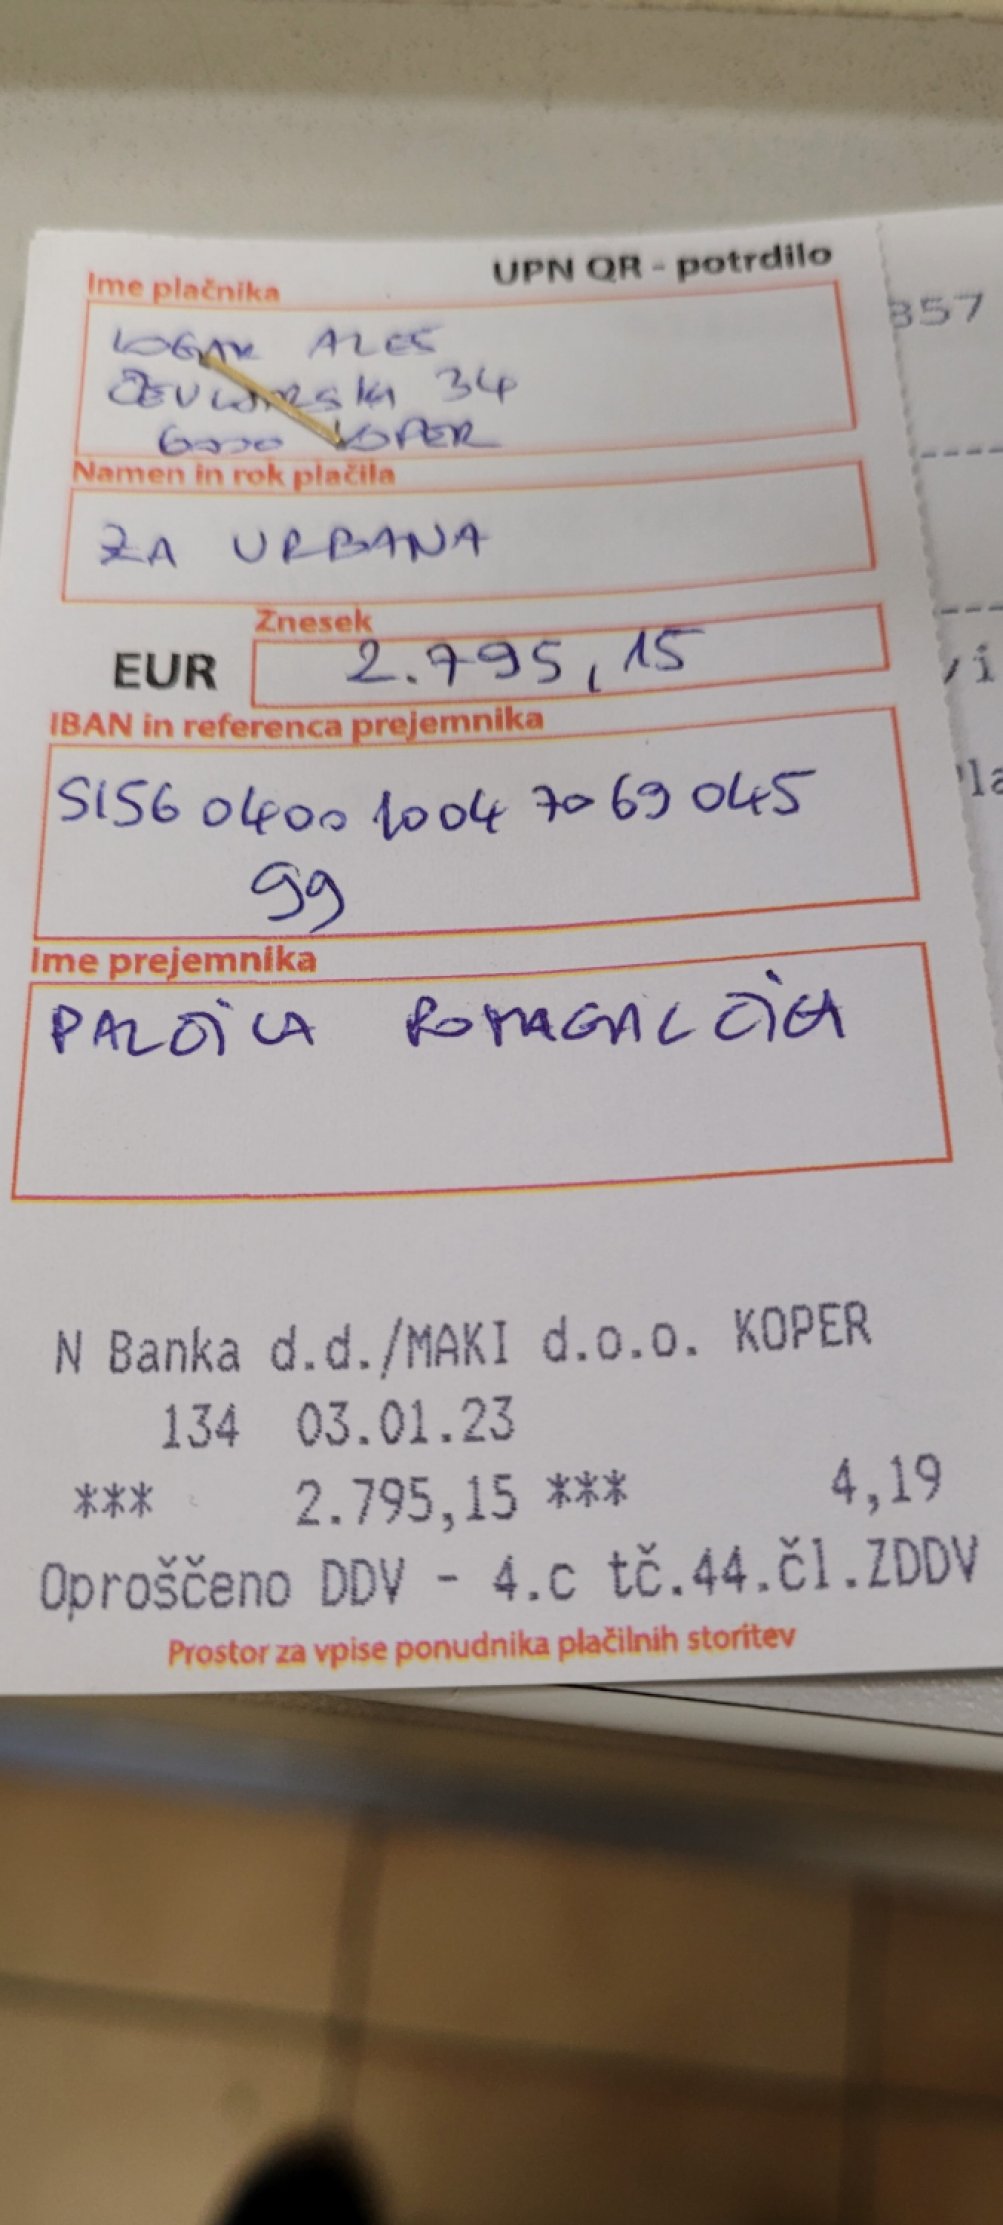 UPN QR - potrdilo
Ime plačnika
LOGAR ALEŠ
ČEVLJARSKA 34
6000 KOPER
Namen in rok plačila
ZA URBANA
Znesek
EUR 2.795,15
IBAN in referenca prejemnika
SI56 0400 1004 7069 045
99
Ime prejemnika
857
N Banka d.d./MAKI d.o.o. KOPER
134 03.01.23
*** 2.795,15 *** 4,19
Oproščeno DDV - 4.c tč.44.čl.ZDDV
Prostor za vpise ponudnika plačilnih storitev